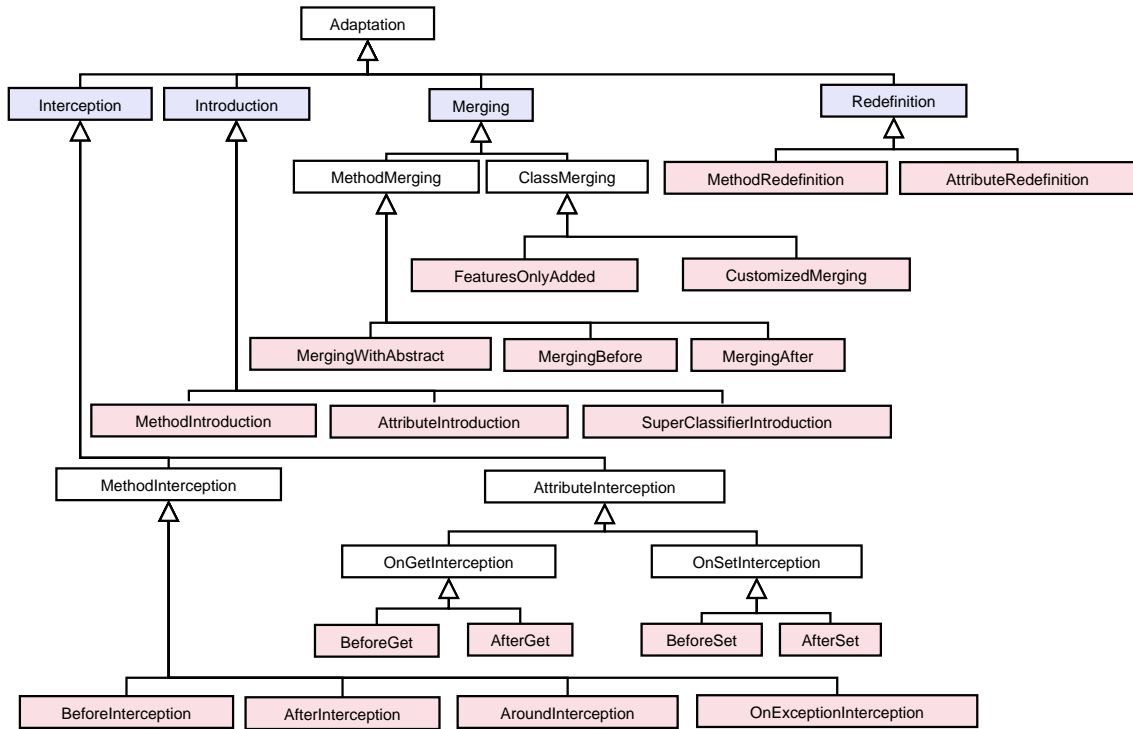 Adaptation
Interception
Introduction
Merging
Redefinition
MethodMerging
ClassMerging
MethodRedefinition
AttributeRedefinition
FeaturesOnlyAdded
CustomizedMerging
MergingWithAbstract
MergingBefore
MergingAfter
MethodIntroduction
AttributeIntroduction
SuperClassifierIntroduction
MethodInterception
AttributeInterception
OnGetInterception
OnSetInterception
BeforeGet
AfterGet
BeforeSet
AfterSet
BeforeInterception
AfterInterception
AroundInterception
OnExceptionInterception